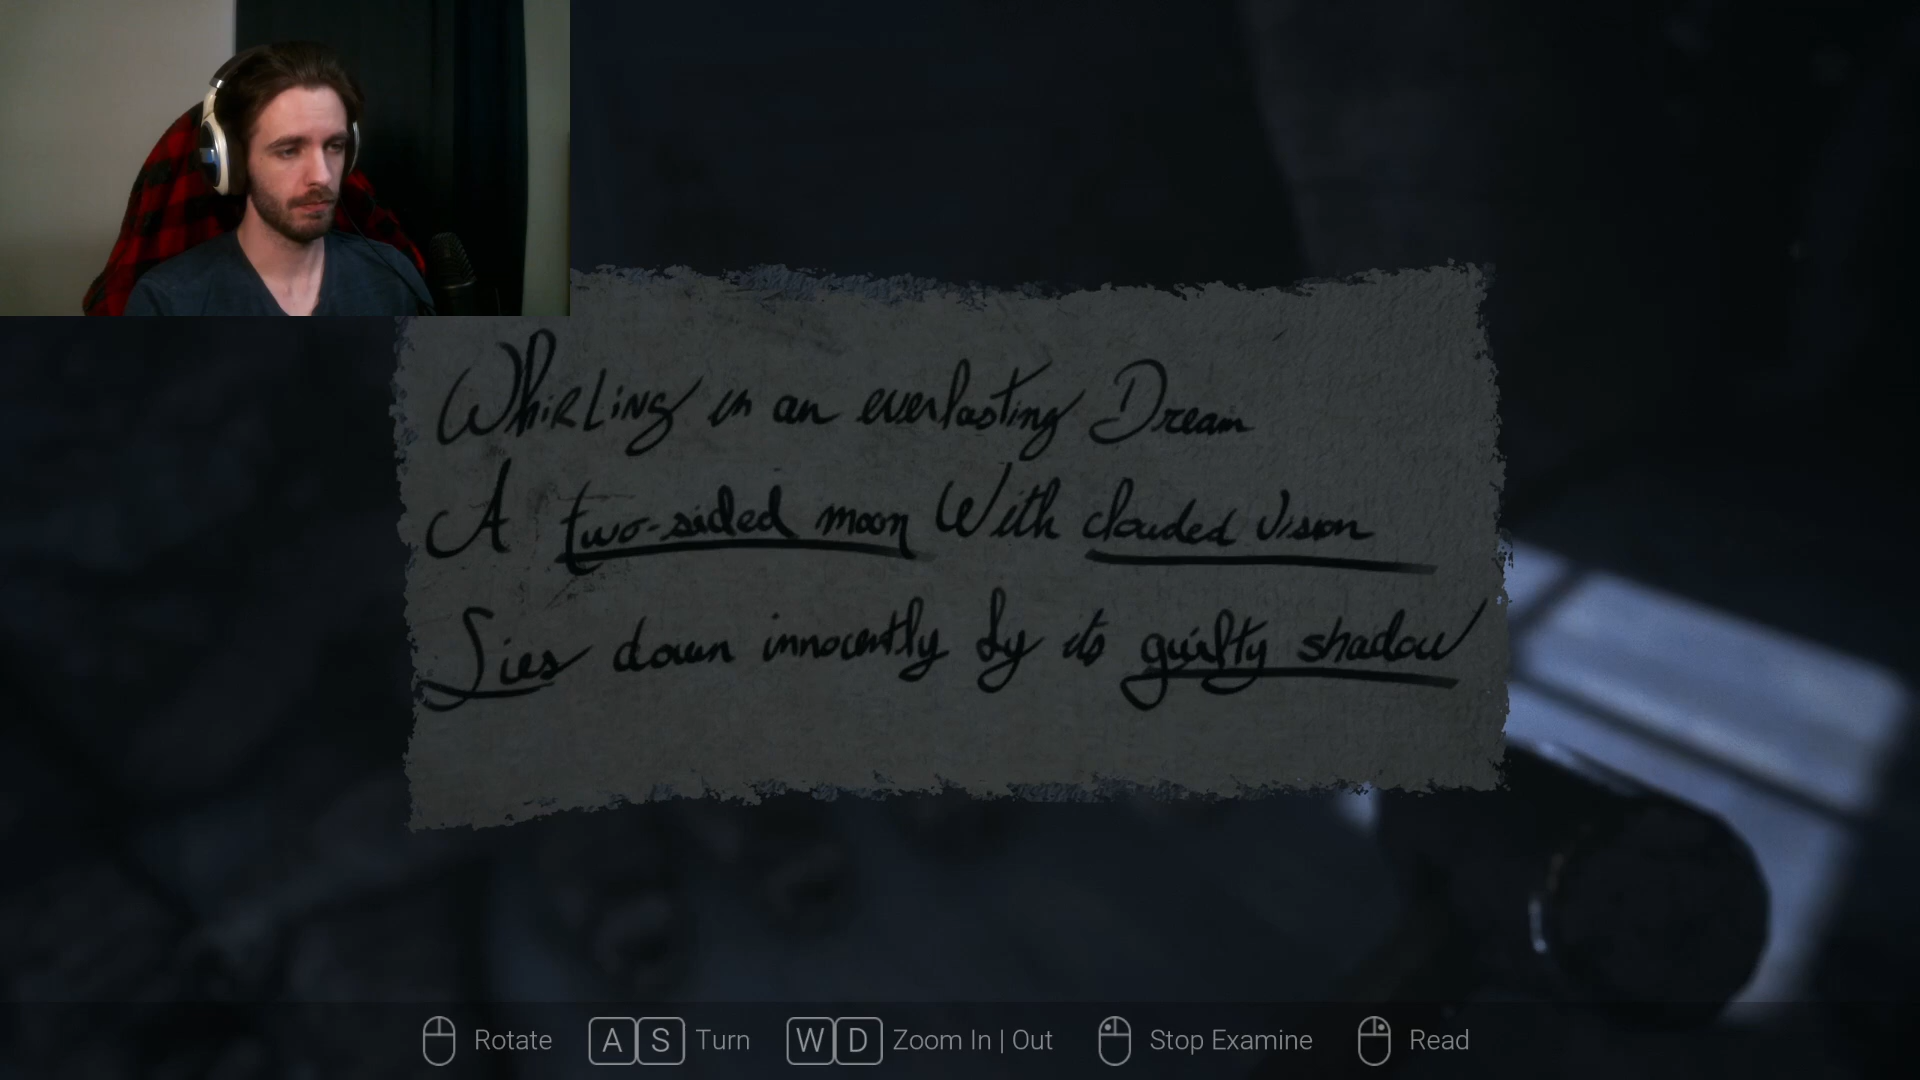 Whirling in an everlasting Dream
A two-sided moon With clouded vision
Lies down innocently by its guilty shadow
Rotate A S Turn W D Zoom In | Out Stop Examine Read